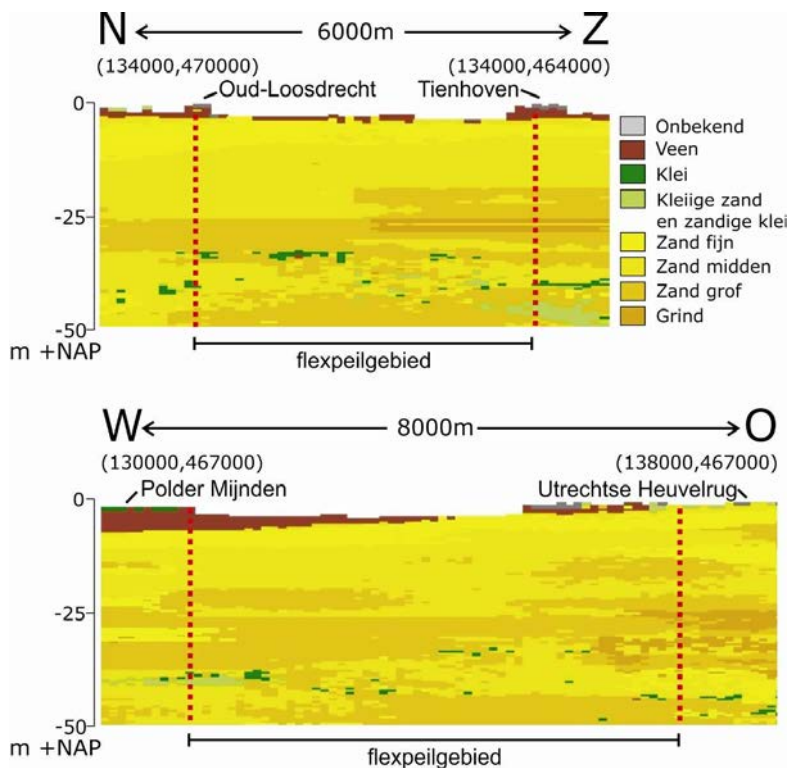 N 6000m Z
(134000,470000) (134000,464000)
Oud-Loosdrecht Tienhoven
0
-25
-50
m +NAP
flexpeilgebied
Onbekend
Veen
Klei
Kleiige zand
en zandige klei
Zand fijn
Zand midden
Zand grof
Grind
W 8000m O
(130000,467000) (138000,467000)
Polder Mijnden Utrechtse Heuvelrug
0
-25
-50
m +NAP
flexpeilgebied